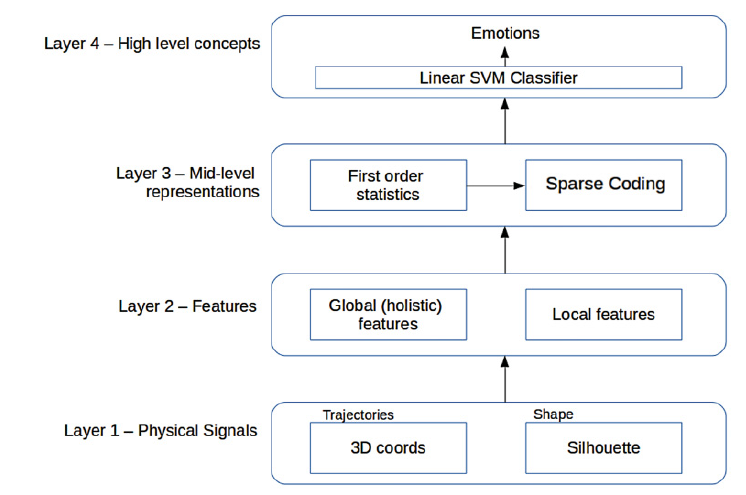 Layer 4 – High level concepts
Emotions
Linear SVM Classifier
Layer 3 – Mid-level
representations
First order
statistics
Sparse Coding
Layer 2 – Features
Global (holistic)
features
Local features
Layer 1 – Physical Signals
Trajectories
3D coords
Shape
Silhouette